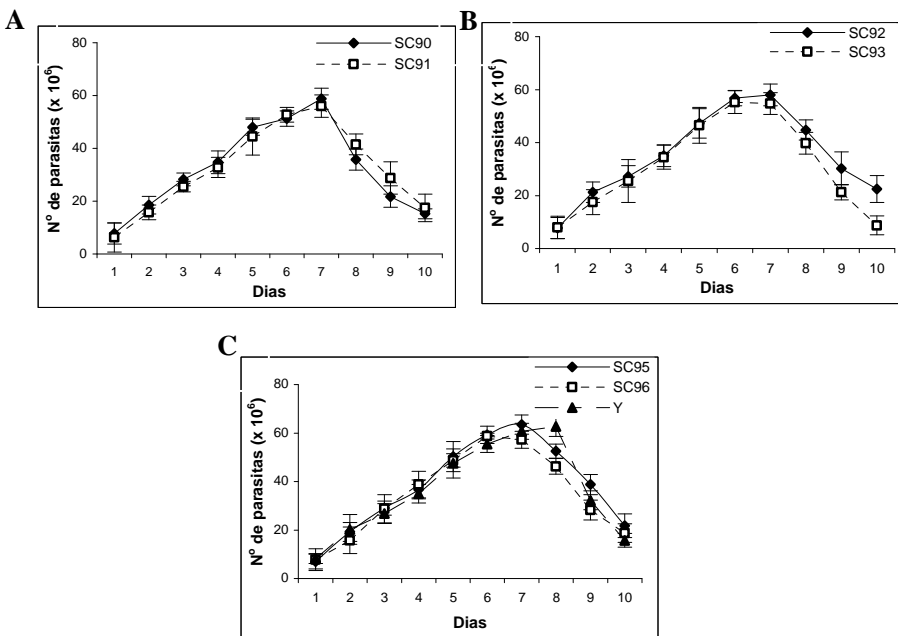 A
SC90
SC91
Nº de parasitas (x 10⁶)
80
60
40
20
0
1 2 3 4 5 6 7 8 9 10
Dias
B
SC92
SC93
Nº de parasitas (x 10⁶)
80
60
40
20
0
1 2 3 4 5 6 7 8 9 10
Dias
C
SC95
SC96
Y
Nº de parasitas (x 10⁶)
80
60
40
20
0
1 2 3 4 5 6 7 8 9 10
Dias